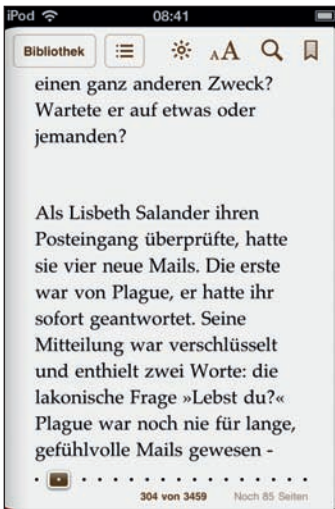 iPod 08:41
Bibliothek AA
einen ganz anderen Zweck?
Wartete er auf etwas oder
jemanden?
Als Lisbeth Salander ihren
Posteingang überprüfte, hatte
sie vier neue Mails. Die erste
war von Plague, er hatte ihr
sofort geantwortet. Seine
Mitteilung war verschlüsselt
und enthielt zwei Worte: die
lakonische Frage »Lebst du?«
Plague war noch nie für lange,
gefühlvolle Mails gewesen -
304 von 3459 Noch 85 Seiten